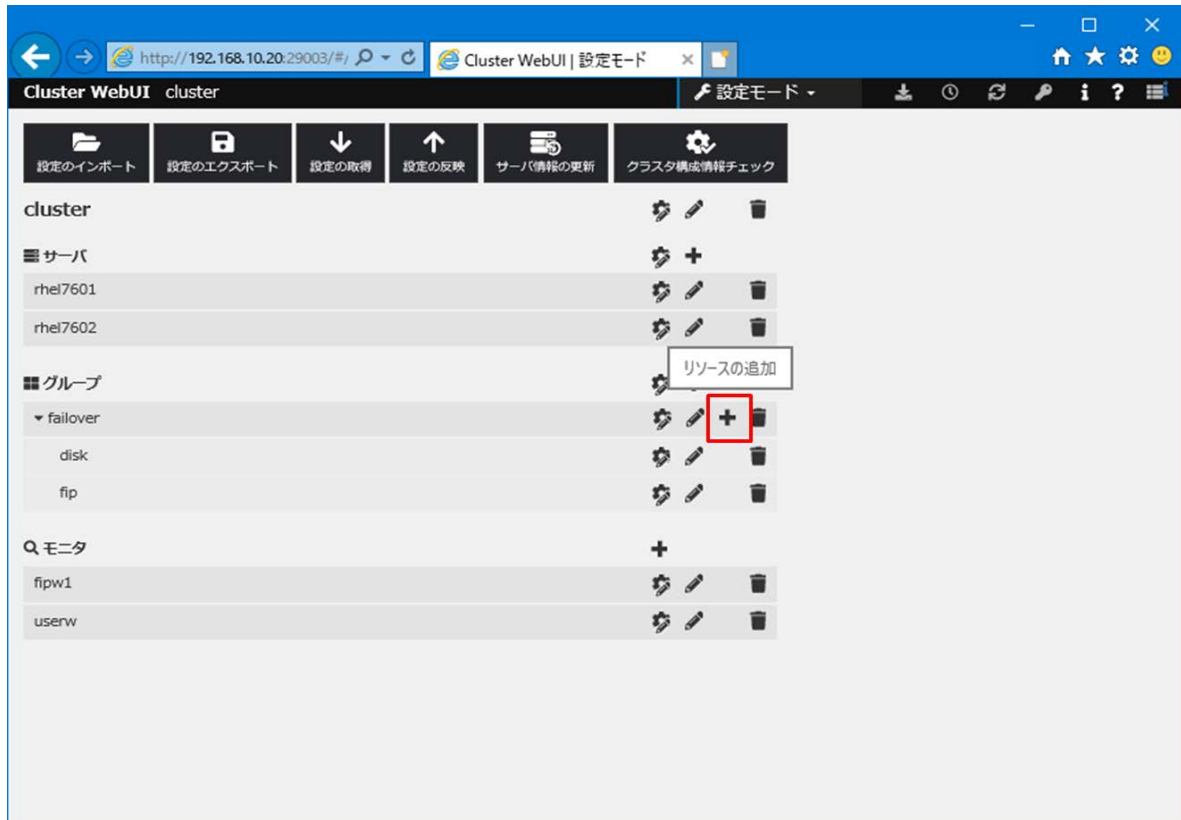 http://192.168.10.20:29003/#/
Cluster WebUI | 設定モード
Cluster WebUI cluster
設定モード
設定のインポート
設定のエクスポート
設定の取得
設定の反映
サーバ情報の更新
クラスタ構成情報チェック
cluster
サーバ
rhel7601
rhel7602
リソースの追加
グループ
failover
disk
fip
モニタ
fipw1
userw